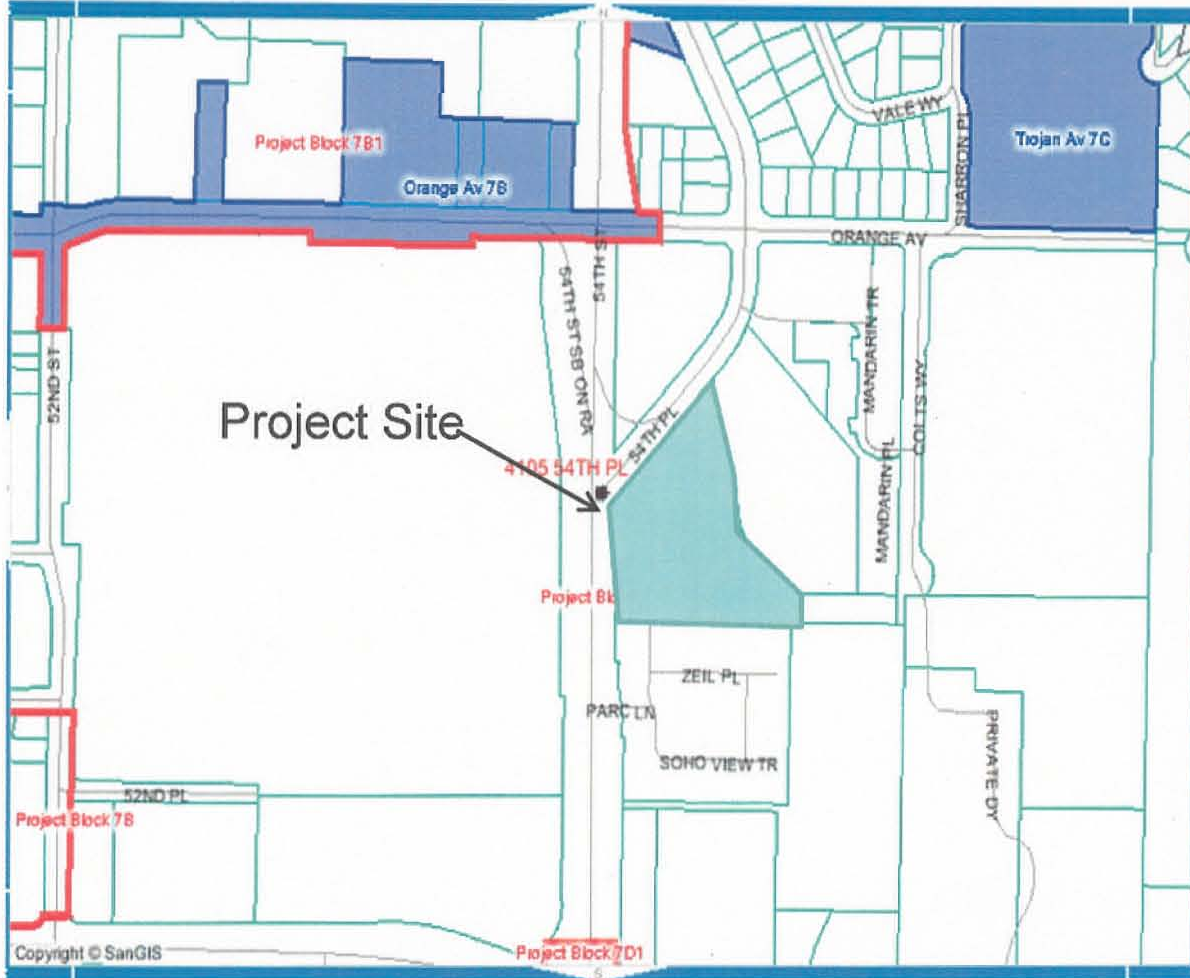 N
VALE WY
SHARRON PL
Trojan Av 7C
Project Block 7B1
Orange Av 7B
ORANGE AV
54TH ST
54TH ST SB ON RA
52ND ST
MANDARIN TR
COLTS WY
Project Site
54TH PL
4105 54TH PL
MANDARIN PL
Project Blo
ZEIL PL
PARC LN
SOHO VIEW TR
PRIVATE DY
52ND PL
Project Block 7B
Copyright © SanGIS
Project Block 7D1
S